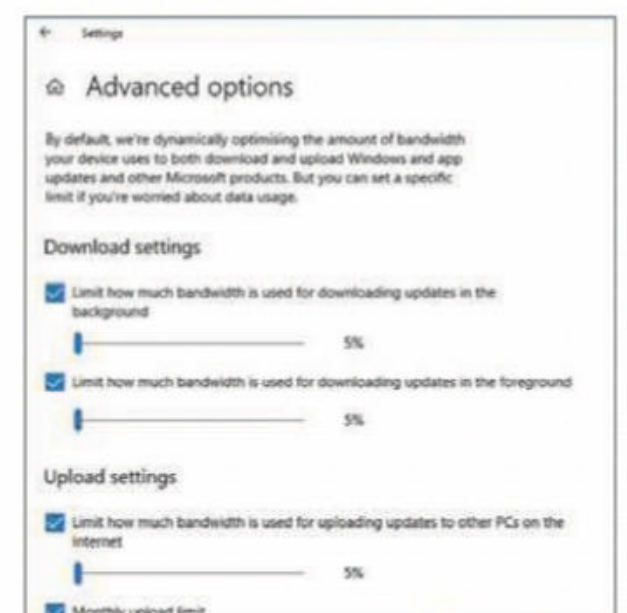 Settings
Advanced options
By default, we're dynamically optimising the amount of bandwidth
your device uses to both download and upload Windows and app
updates and other Microsoft products. But you can set a specific
limit if you're worried about data usage.
Download settings
Limit how much bandwidth is used for downloading updates in the
background
5%
Limit how much bandwidth is used for downloading updates in the foreground
5%
Upload settings
Limit how much bandwidth is used for uploading updates to other PCs on the
Internet
5%
Monthly upload limit